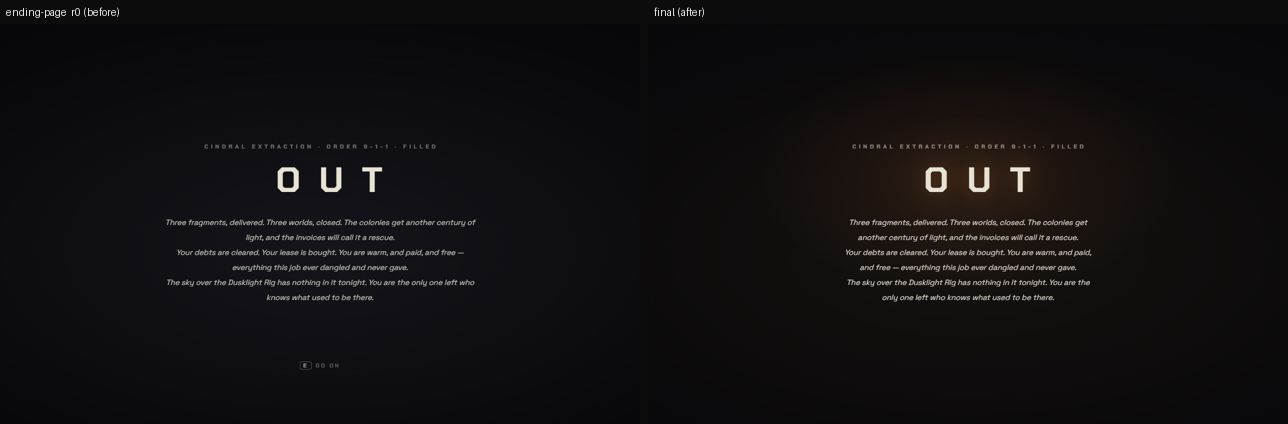 ending-page r0 (before)
CINDRAL EXTRACTION · ORDER 9-1-1 · FILLED
OUT
Three fragments, delivered. Three worlds, closed. The colonies get another century of
light, and the invoices will call it a rescue.
Your debts are cleared. Your lease is bought. You are warm, and paid, and free —
everything this job ever dangled and never gave.
The sky over the Dusklight Rig has nothing in it tonight. You are the only one left who
knows what used to be there.
E GO ON
final (after)
CINDRAL EXTRACTION · ORDER 9-1-1 · FILLED
OUT
Three fragments, delivered. Three worlds, closed. The colonies get
another century of light, and the invoices will call it a rescue.
Your debts are cleared. Your lease is bought. You are warm, and paid,
and free — everything this job ever dangled and never gave.
The sky over the Dusklight Rig has nothing in it tonight. You are the
only one left who knows what used to be there.